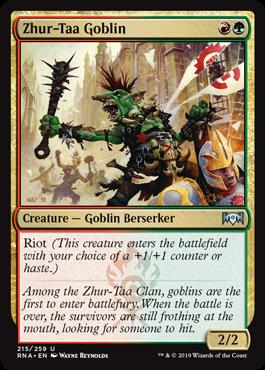 Zhur-Taa Goblin
Creature — Goblin Berserker
Riot (This creature enters the battlefield
with your choice of a +1/+1 counter or
haste.)
Among the Zhur-Taa Clan, goblins are the
first to enter battlefury. When the battle is
over, the survivors are still frothing at the
mouth, looking for someone to hit.
2/2
215/259 U
RNA • EN WAYNE REYNOLDS
™ & © 2019 Wizards of the Coast